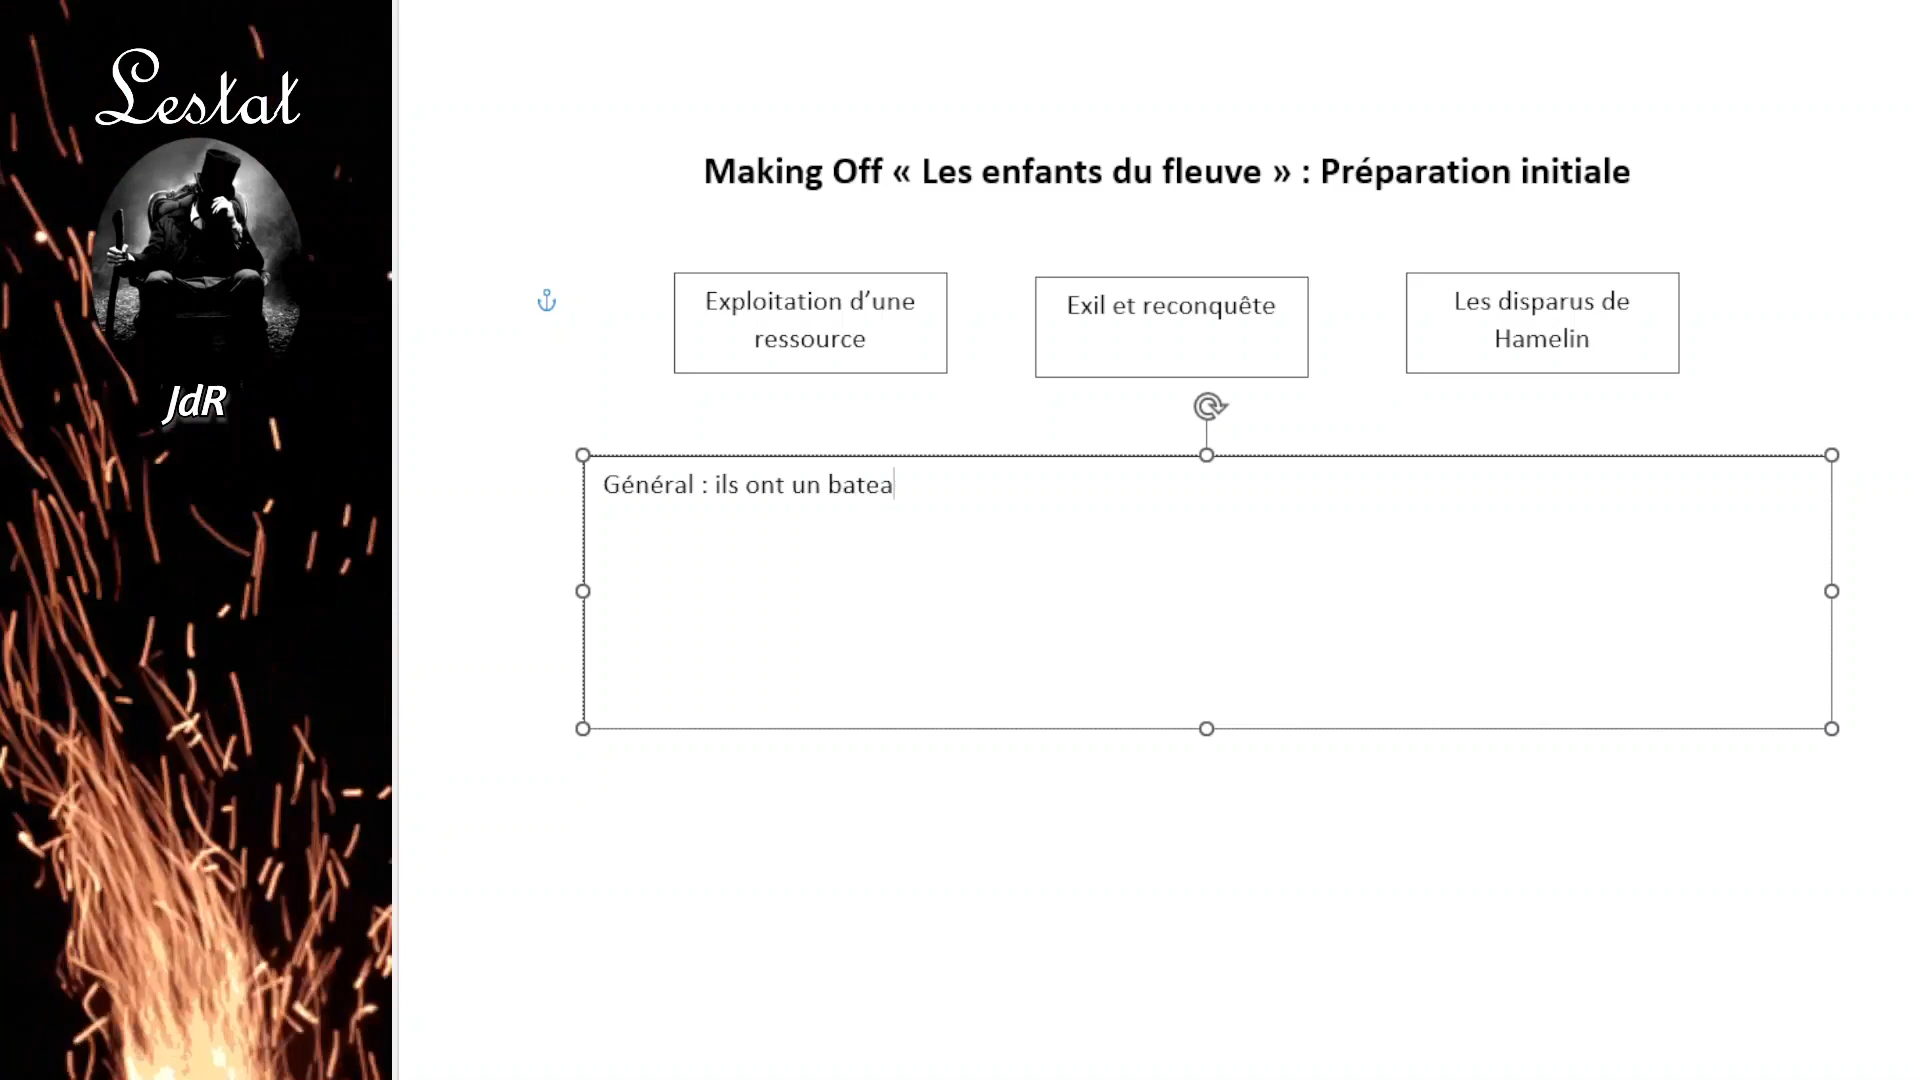 Lestat
JdR
Making Off « Les enfants du fleuve » : Préparation initiale
Exploitation d’une
ressource
Exil et reconquête
Les disparus de
Hamelin
Général : ils ont un batea